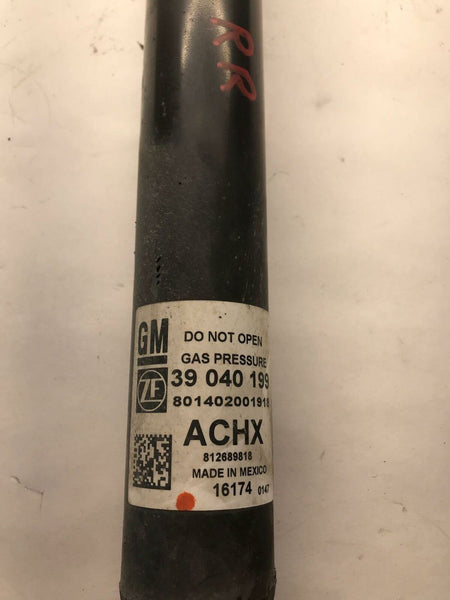 RR
GM
DO NOT OPEN
GAS PRESSURE
ZF
39 040 199
801402001918
ACHX
812689818
MADE IN MEXICO
16174 0147